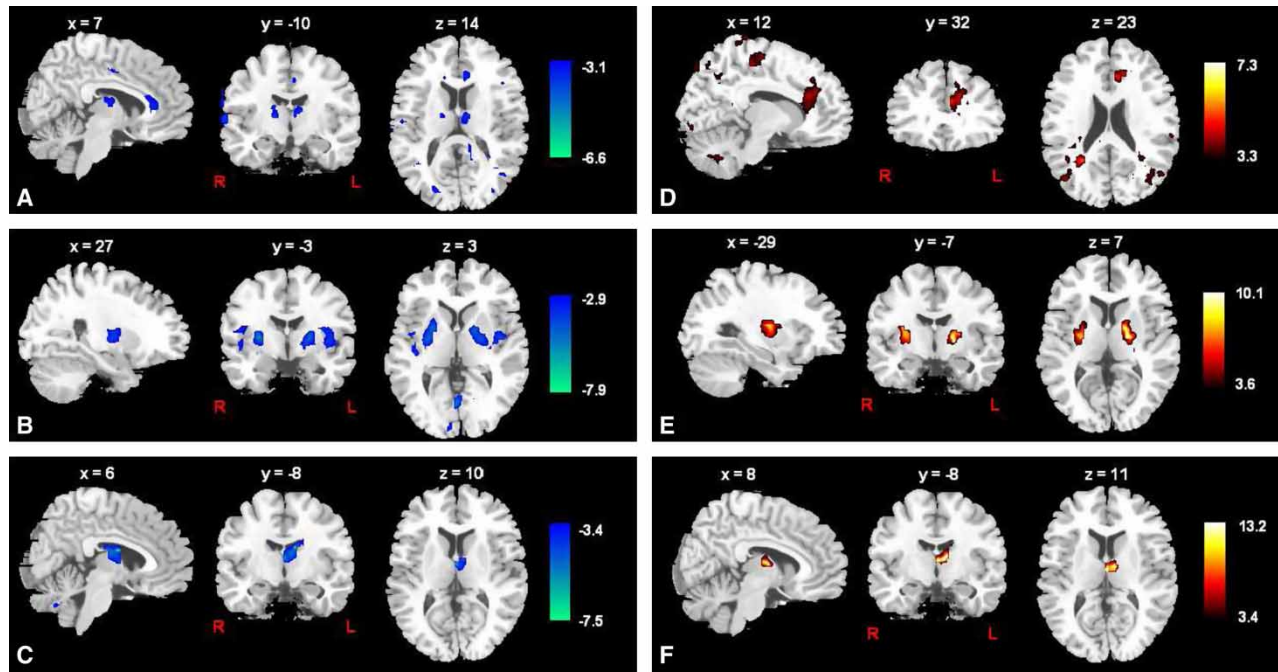 x = 7 y = -10 z = 14
-3.1
-6.6
R L
A
x = 12 y = 32 z = 23
7.3
3.3
R L
D
x = 27 y = -3 z = 3
-2.9
-7.9
R L
B
x = -29 y = -7 z = 7
10.1
3.6
R L
E
x = 6 y = -8 z = 10
-3.4
-7.5
R L
C
x = 8 y = -8 z = 11
13.2
3.4
R L
F